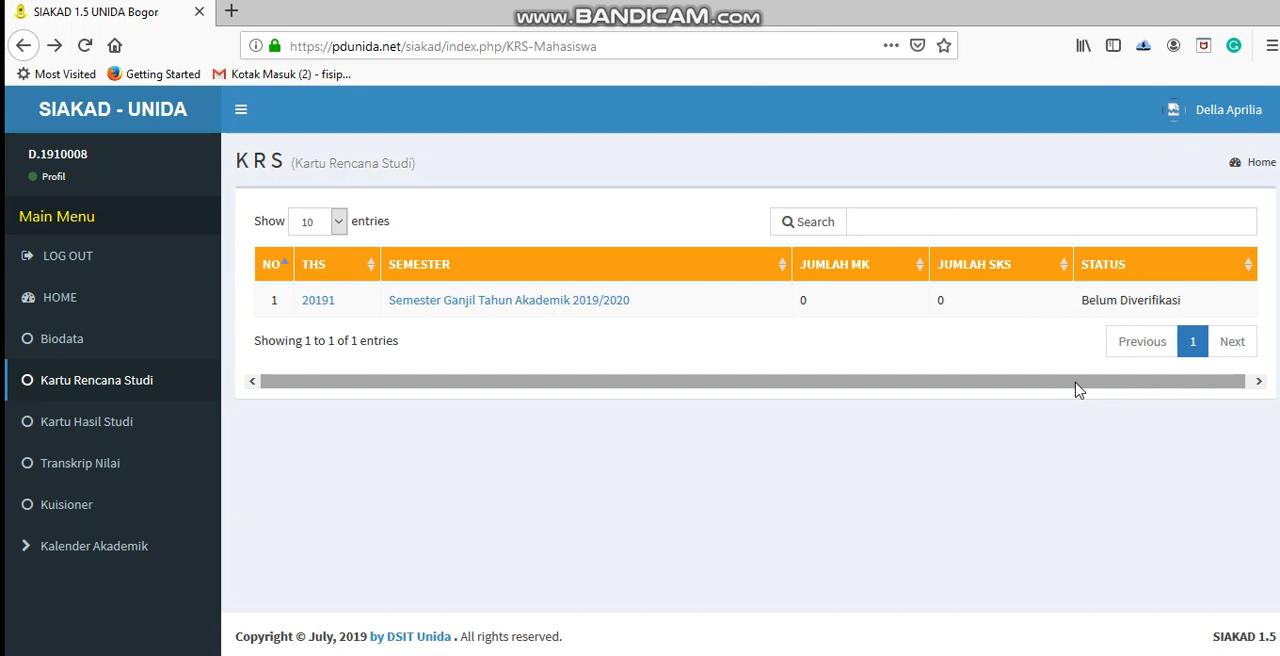 SIAKAD 1.5 UNIDA Bogor
www.BANDICAM.com
https://pdunida.net/siakad/index.php/KRS-Mahasiswa
Most Visited Getting Started Kotak Masuk (2) - fisip...
SIAKAD - UNIDA
Della Aprilia
D.1910008
Profil
K R S (Kartu Rencana Studi)
Home
Main Menu
LOG OUT
HOME
Biodata
Kartu Rencana Studi
Kartu Hasil Studi
Transkrip Nilai
Kuisioner
Kalender Akademik
Show 10 entries
Search
NO THS SEMESTER JUMLAH MK JUMLAH SKS STATUS
1 20191 Semester Ganjil Tahun Akademik 2019/2020 0 0 Belum Diverifikasi
Showing 1 to 1 of 1 entries
Previous 1 Next
Copyright © July, 2019 by DSIT Unida . All rights reserved.
SIAKAD 1.5